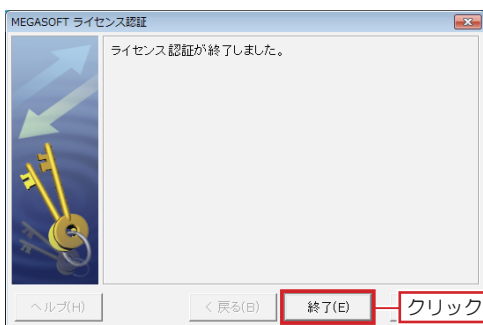 MEGASOFT ライセンス認証
ライセンス認証が終了しました。
ヘルプ(H)
< 戻る(B)
終了(E)
クリック